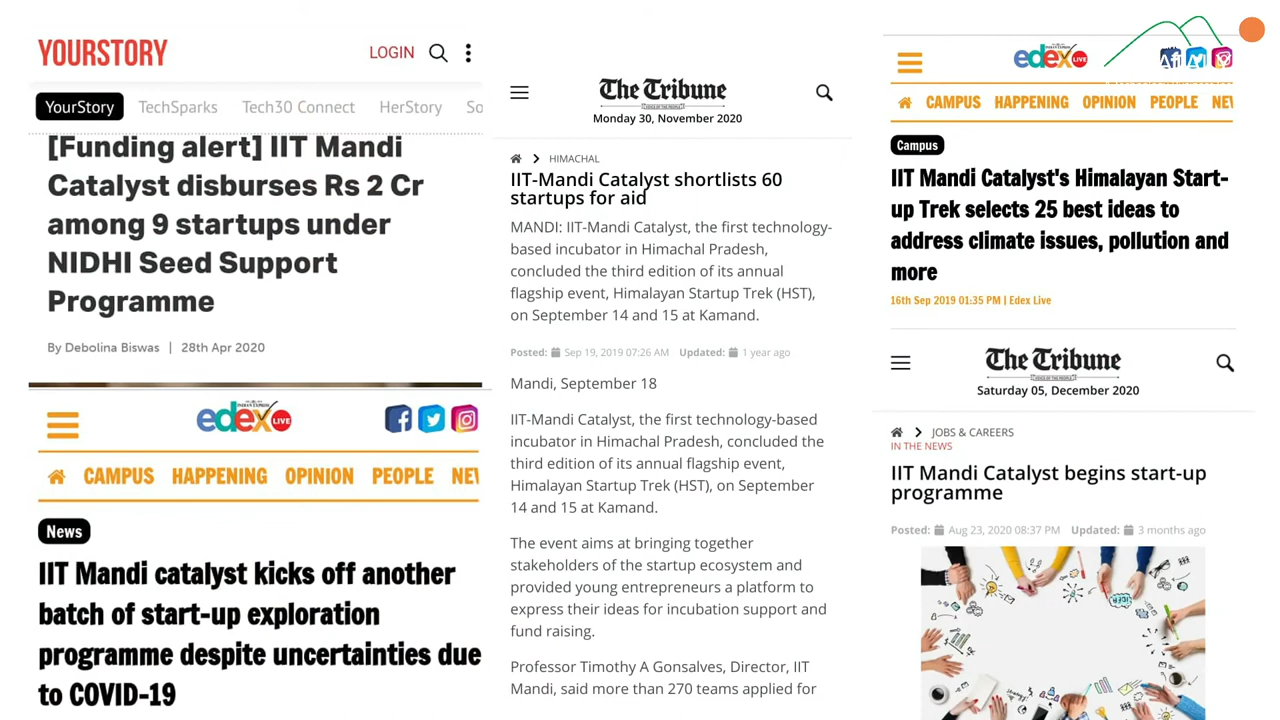 YOURSTORY
LOGIN
YourStory TechSparks Tech30 Connect HerStory So
[Funding alert] IIT Mandi
Catalyst disburses Rs 2 Cr
among 9 startups under
NIDHI Seed Support
Programme
By Debolina Biswas | 28th Apr 2020
edex LIVE
CAMPUS HAPPENING OPINION PEOPLE NEV
News
IIT Mandi catalyst kicks off another
batch of start-up exploration
programme despite uncertainties due
to COVID-19
The Tribune
VOICE OF THE PEOPLE
Monday 30, November 2020
HIMACHAL
IIT-Mandi Catalyst shortlists 60
startups for aid
MANDI: IIT-Mandi Catalyst, the first technology-
based incubator in Himachal Pradesh,
concluded the third edition of its annual
flagship event, Himalayan Startup Trek (HST),
on September 14 and 15 at Kamand.
Posted: Sep 19, 2019 07:26 AM Updated: 1 year ago
Mandi, September 18
IIT-Mandi Catalyst, the first technology-based
incubator in Himachal Pradesh, concluded the
third edition of its annual flagship event,
Himalayan Startup Trek (HST), on September
14 and 15 at Kamand.
The event aims at bringing together
stakeholders of the startup ecosystem and
provided young entrepreneurs a platform to
express their ideas for incubation support and
fund raising.
Professor Timothy A Gonsalves, Director, IIT
Mandi, said more than 270 teams applied for
edex LIVE
CAMPUS HAPPENING OPINION PEOPLE NEV
Campus
IIT Mandi Catalyst's Himalayan Start-
up Trek selects 25 best ideas to
address climate issues, pollution and
more
16th Sep 2019 01:35 PM | Edex Live
The Tribune
VOICE OF THE PEOPLE
Saturday 05, December 2020
JOBS & CAREERS
IN THE NEWS
IIT Mandi Catalyst begins start-up
programme
Posted: Aug 23, 2020 08:37 PM Updated: 3 months ago
IDEA